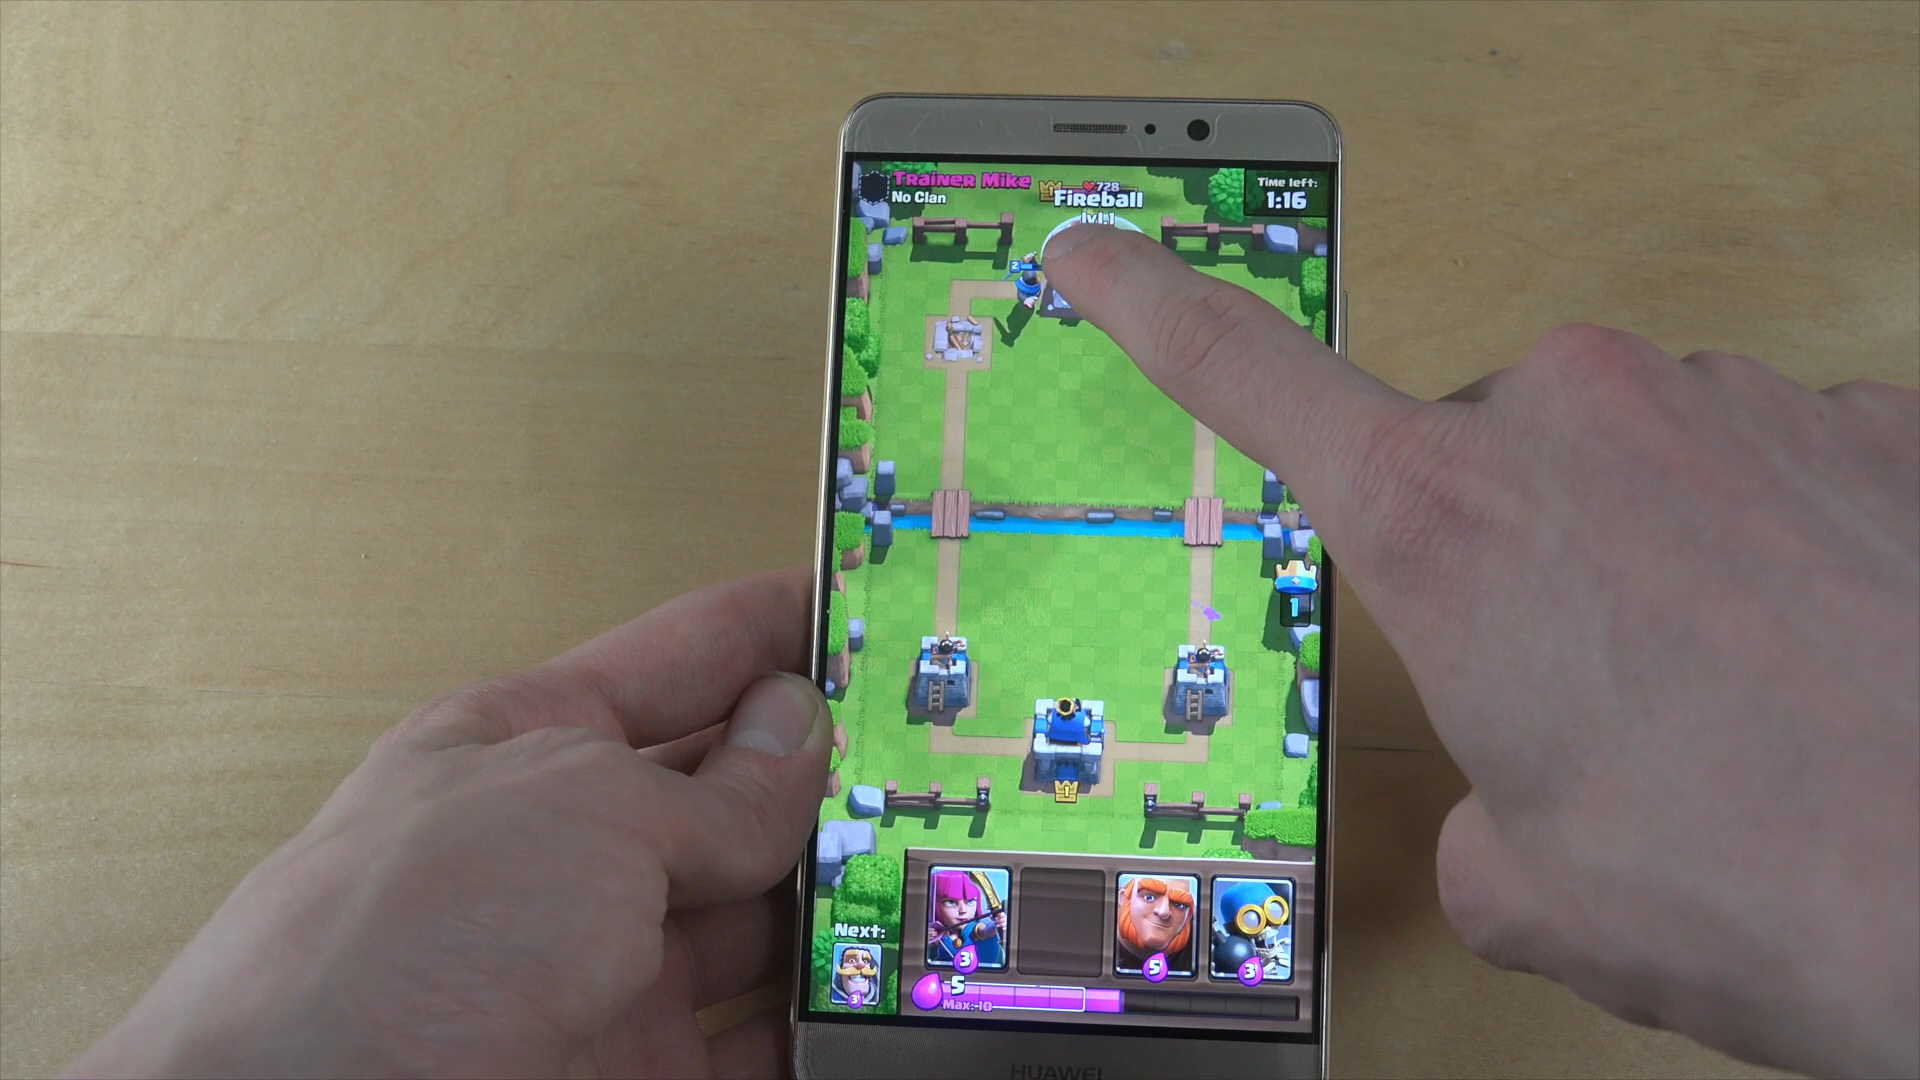 Trainer Mike
No Clan
728
Fireball
lvl.1
Time left:
1:16
2
1
1
3
5
3
Next:
3
5
Max: 10
HUAWEI